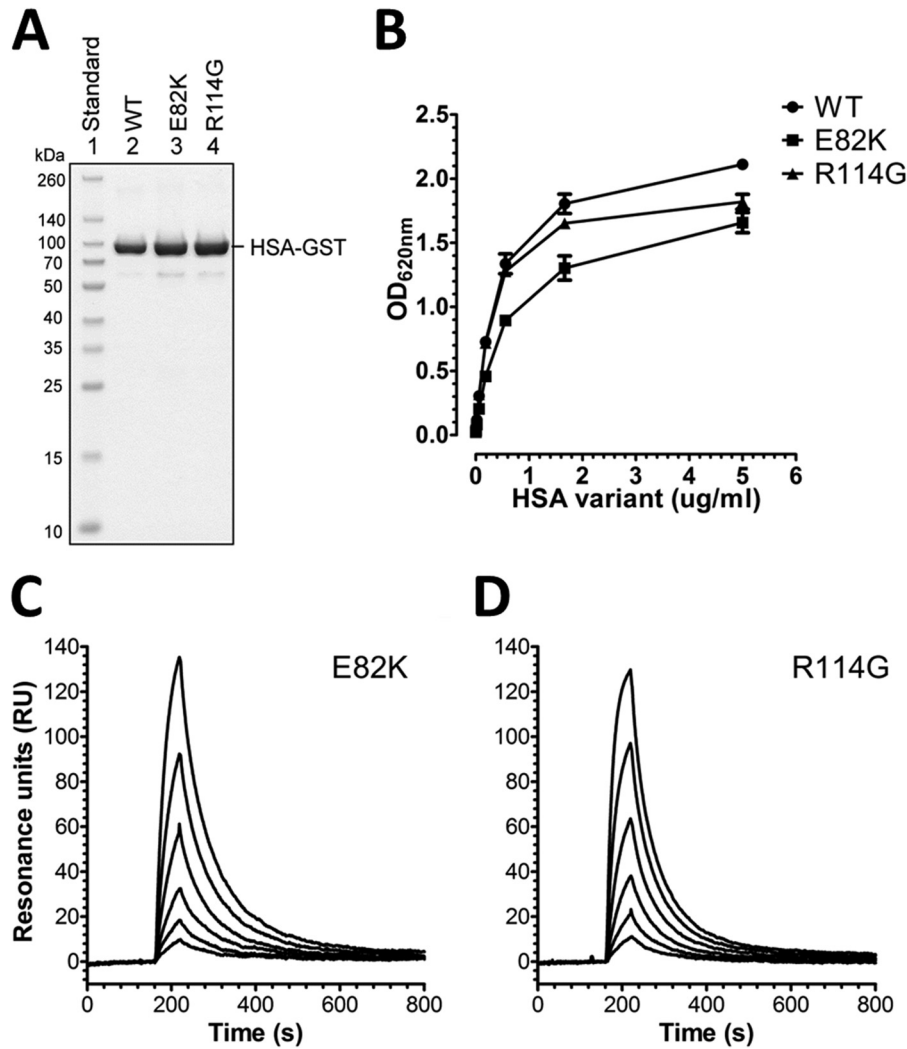 A
Standard
WT
E82K
R114G
1 2 3 4
kDa
260
140
100
70
50
40
35
25
15
10
HSA-GST
B
WT
E82K
R114G
2.5
2.0
1.5
1.0
0.5
0.0
OD620nm
0 1 2 3 4 5 6
HSA variant (ug/ml)
C
E82K
140
120
100
80
60
40
20
0
Resonance units (RU)
0 200 400 600 800
Time (s)
D
R114G
140
120
100
80
60
40
20
0
0 200 400 600 800
Time (s)